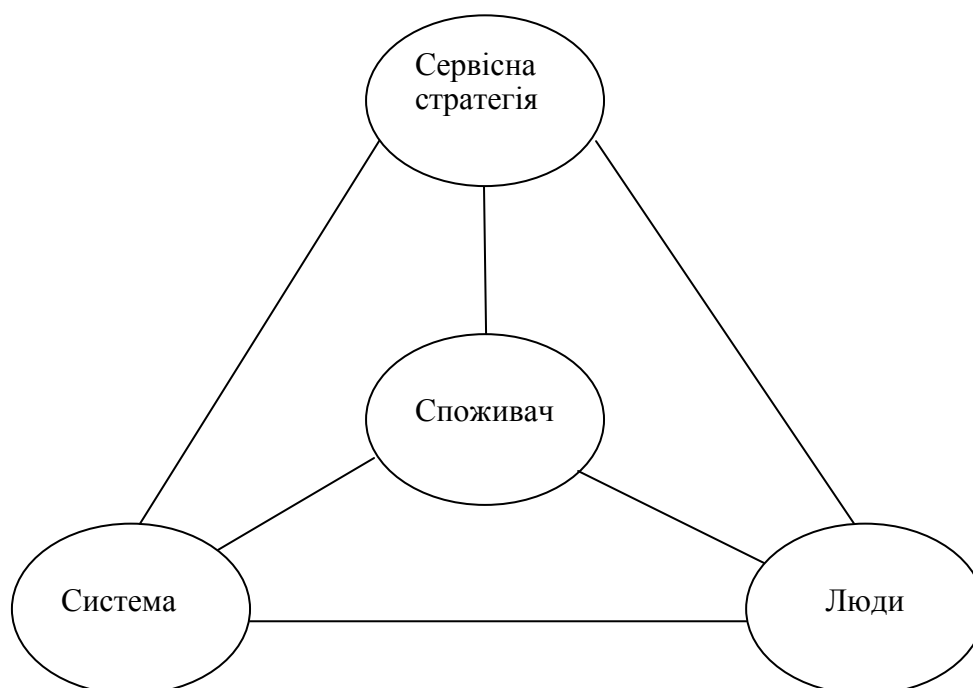 Сервісна
стратегія
Споживач
Система
Люди